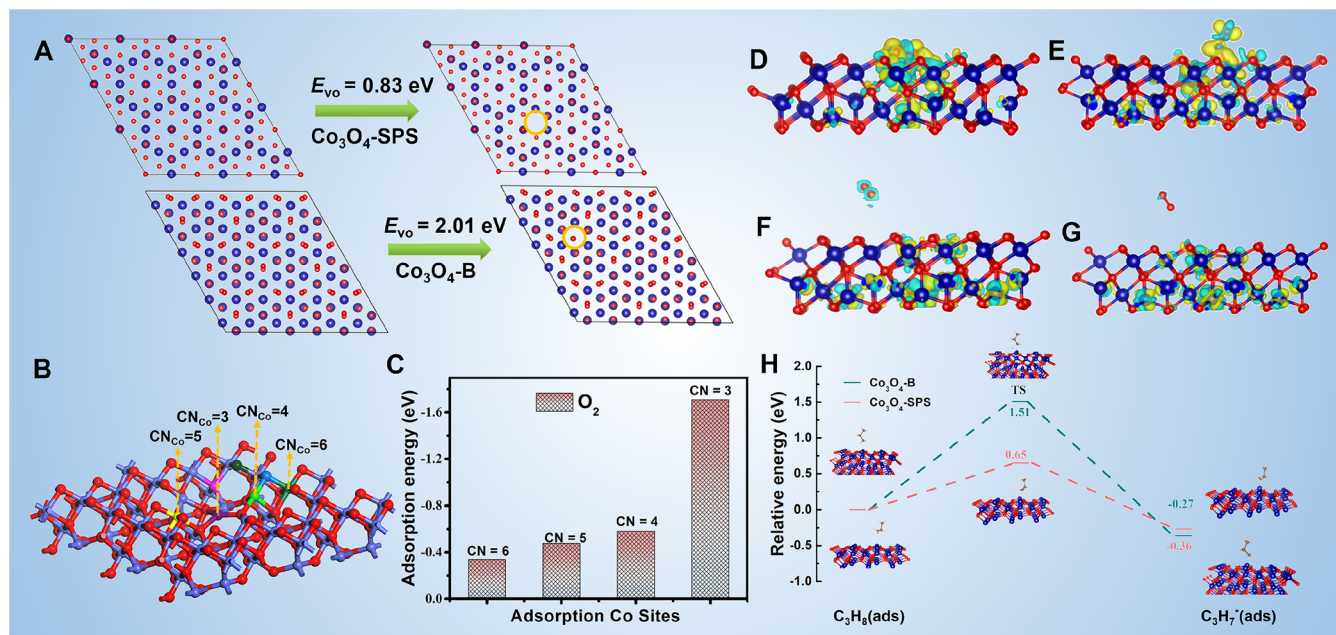 A
E_vo = 0.83 eV
Co₃O₄-SPS
E_vo = 2.01 eV
Co₃O₄-B
D
E
F
G
B
CN_Co=3
CN_Co=4
CN_Co=5
CN_Co=6
C
Adsorption energy (eV)
-1.6
-1.2
-0.8
-0.4
0.0
O₂
CN = 6
CN = 5
CN = 4
CN = 3
Adsorption Co Sites
H
Relative energy (eV)
2.0
1.5
1.0
0.5
0.0
-0.5
-1.0
Co₃O₄-B
Co₃O₄-SPS
TS
1.51
0.65
-0.27
-0.36
C₃H₈(ads)
C₃H₇*(ads)